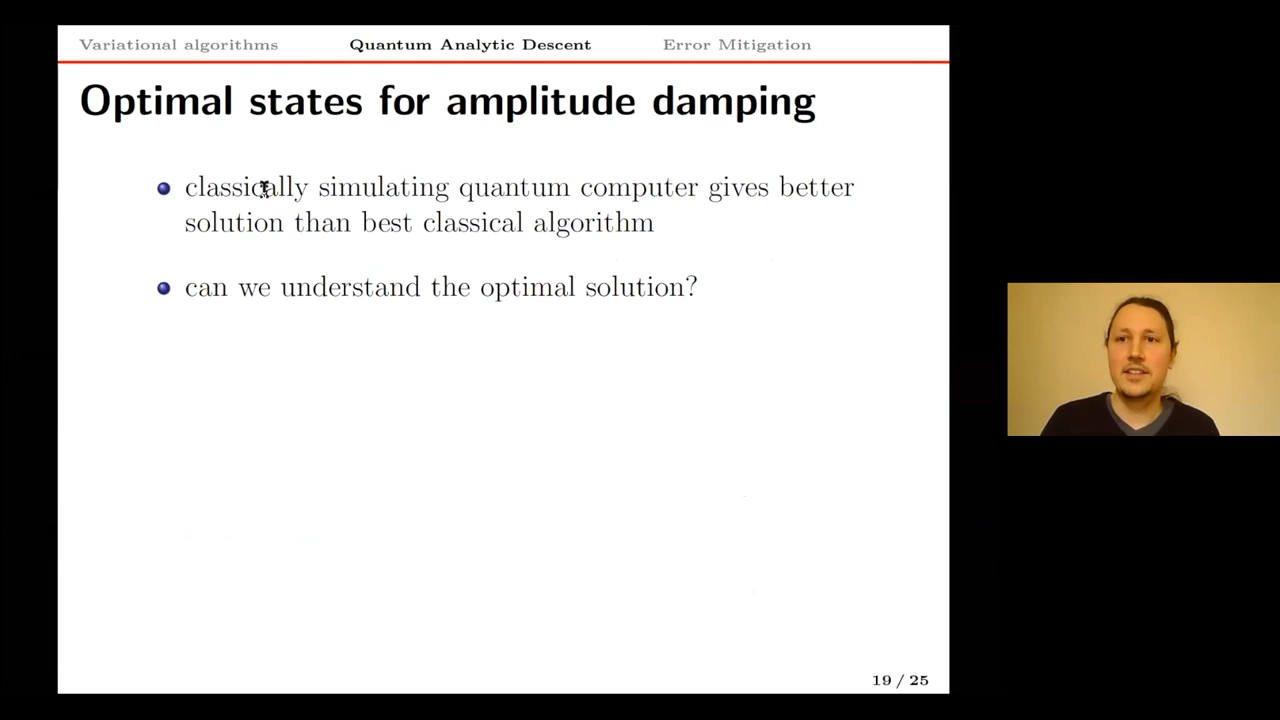 Variational algorithms Quantum Analytic Descent Error Mitigation
Optimal states for amplitude damping
classically simulating quantum computer gives better
solution than best classical algorithm
can we understand the optimal solution?
19 / 25